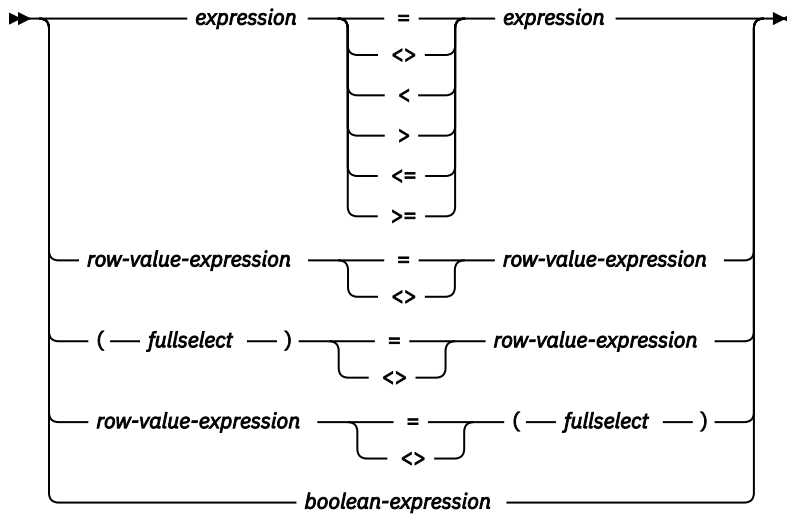 expression = expression
<>
<
>
<=
>=
row-value-expression = row-value-expression
<>
( fullselect ) = row-value-expression
<>
row-value-expression = ( fullselect )
<>
boolean-expression